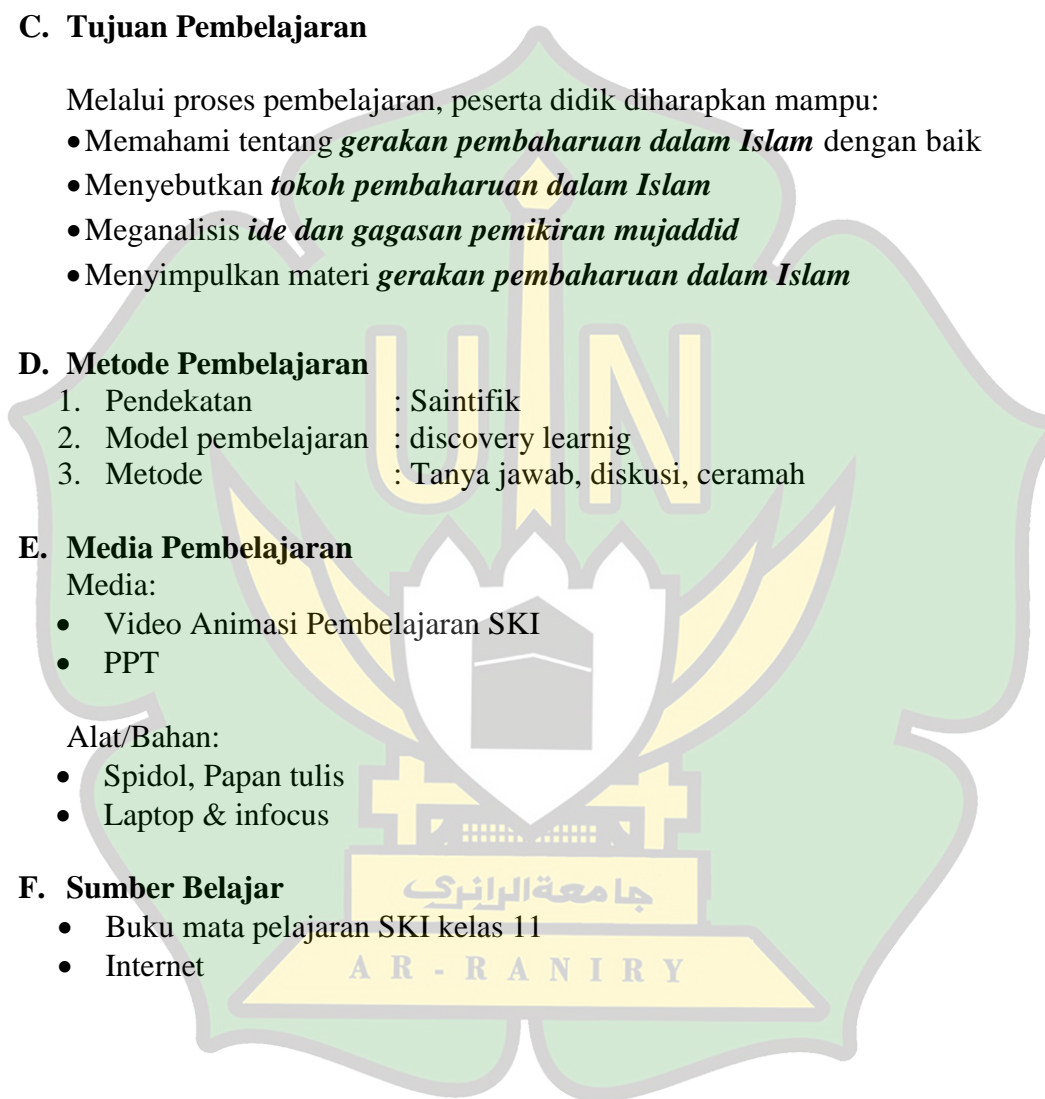 C. Tujuan Pembelajaran
Melalui proses pembelajaran, peserta didik diharapkan mampu:
• Memahami tentang gerakan pembaharuan dalam Islam dengan baik
• Menyebutkan tokoh pembaharuan dalam Islam
• Meganalisis ide dan gagasan pemikiran mujaddid
• Menyimpulkan materi gerakan pembaharuan dalam Islam
UIN
D. Metode Pembelajaran
1. Pendekatan : Saintifik
2. Model pembelajaran : discovery learnig
3. Metode : Tanya jawab, diskusi, ceramah
E. Media Pembelajaran
Media:
• Video Animasi Pembelajaran SKI
• PPT
Alat/Bahan:
• Spidol, Papan tulis
• Laptop & infocus
F. Sumber Belajar
جامعة الرانري
• Buku mata pelajaran SKI kelas 11
• Internet
AR-RANIRY